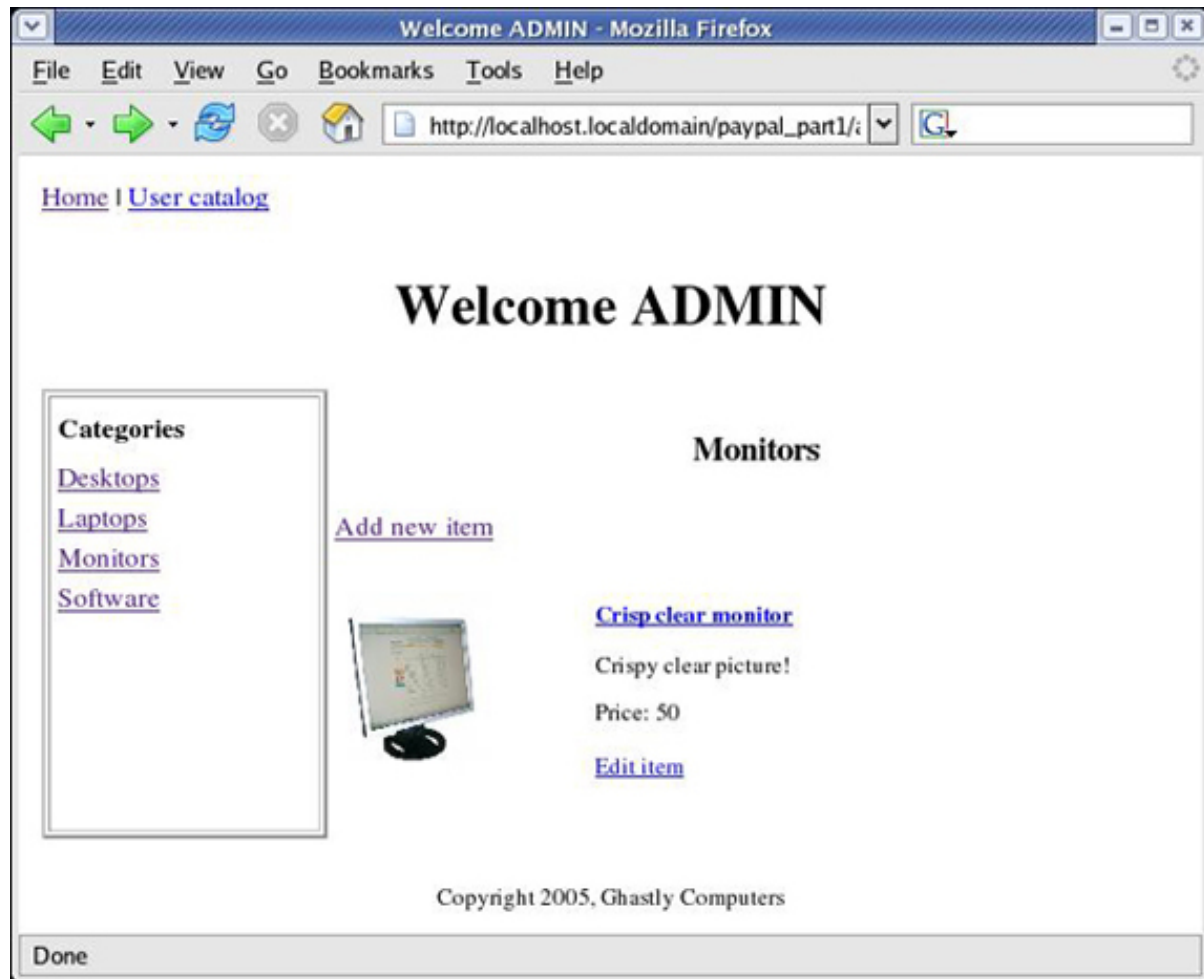 Welcome ADMIN - Mozilla Firefox
File Edit View Go Bookmarks Tools Help
http://localhost.localdomain/paypal_part1/a
G
Home | User catalog
Welcome ADMIN
Categories
Desktops
Laptops
Monitors
Software
Monitors
Add new item
Crisp clear monitor
Crispy clear picture!
Price: 50
Edit item
Copyright 2005, Ghastly Computers
Done